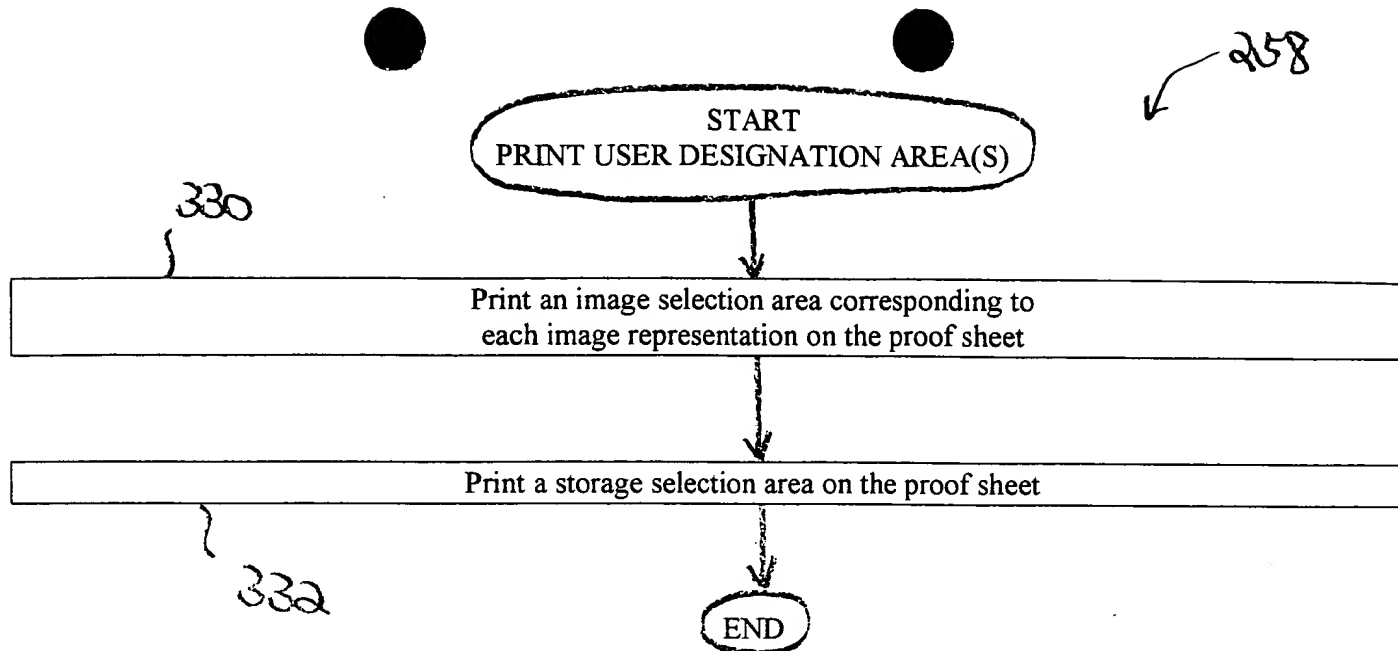 258
START
PRINT USER DESIGNATION AREA(S)
330
Print an image selection area corresponding to
each image representation on the proof sheet
Print a storage selection area on the proof sheet
332
END